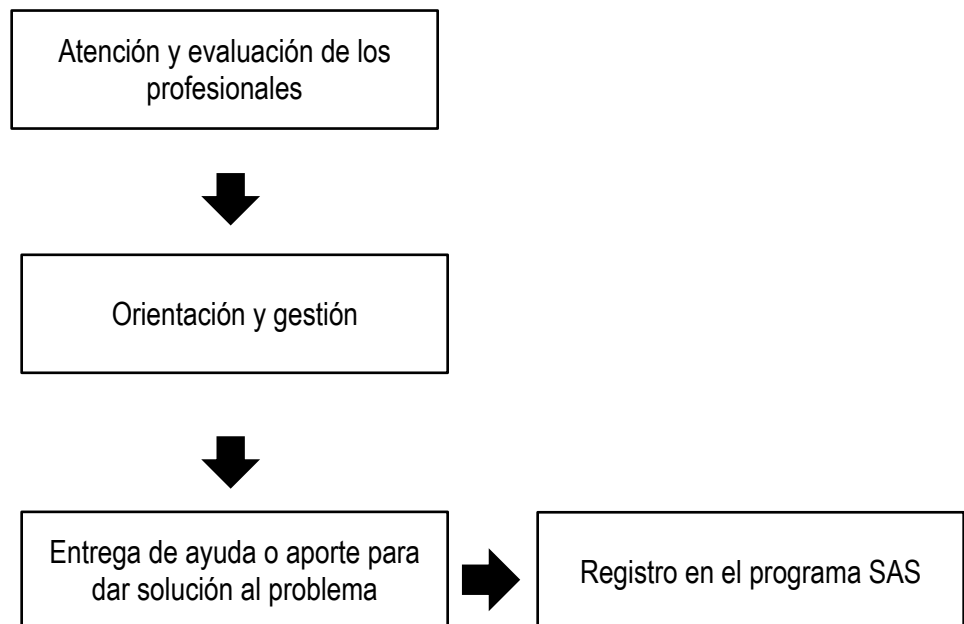 Atención y evaluación de los
profesionales
Orientación y gestión
Entrega de ayuda o aporte para
dar solución al problema
Registro en el programa SAS